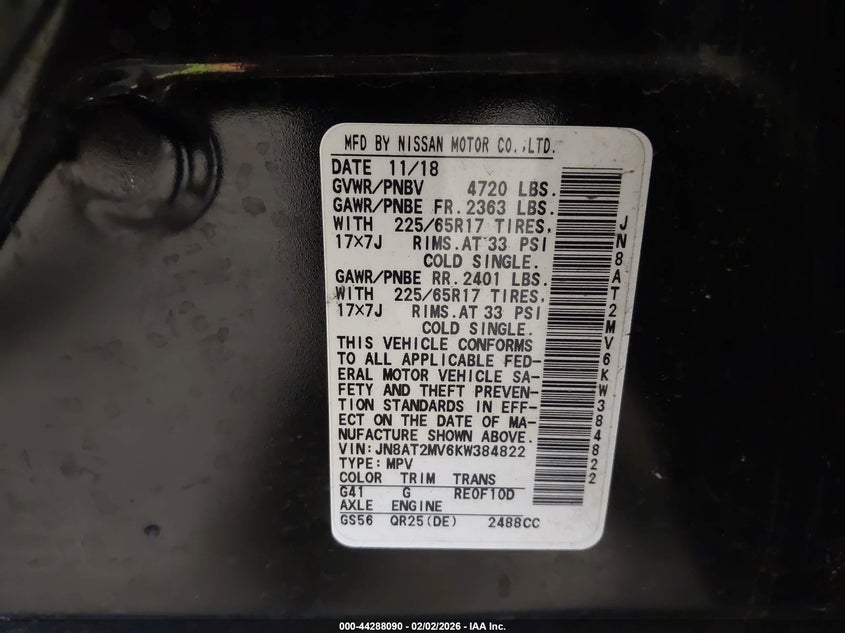 MFD BY NISSAN MOTOR CO.,LTD.
DATE 11/18
GVWR/PNBV 4720 LBS.
GAWR/PNBE FR. 2363 LBS.
WITH 225/65R17 TIRES,
17×7J RIMS.AT 33 PSI
COLD SINGLE.
GAWR/PNBE RR. 2401 LBS.
WITH 225/65R17 TIRES,
17×7J RIMS.AT 33 PSI
COLD SINGLE.
THIS VEHICLE CONFORMS
TO ALL APPLICABLE FED-
ERAL MOTOR VEHICLE SA-
FETY AND THEFT PREVEN-
TION STANDARDS IN EFF-
ECT ON THE DATE OF MA-
NUFACTURE SHOWN ABOVE.
VIN:JN8AT2MV6KW384822
TYPE:MPV
COLOR TRIM TRANS
G41 G RE0F10D
AXLE ENGINE
GS56 QR25(DE) 2488CC
JN8AT2MV6KW384822
000-44288090 - 02/02/2026 - IAA Inc.